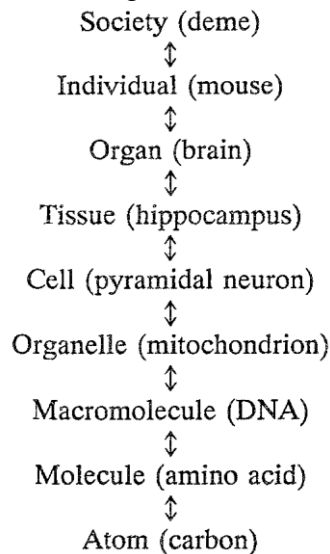 Society (deme)
↕
Individual (mouse)
↕
Organ (brain)
↕
Tissue (hippocampus)
↕
Cell (pyramidal neuron)
↕
Organelle (mitochondrion)
↕
Macromolecule (DNA)
↕
Molecule (amino acid)
↕
Atom (carbon)